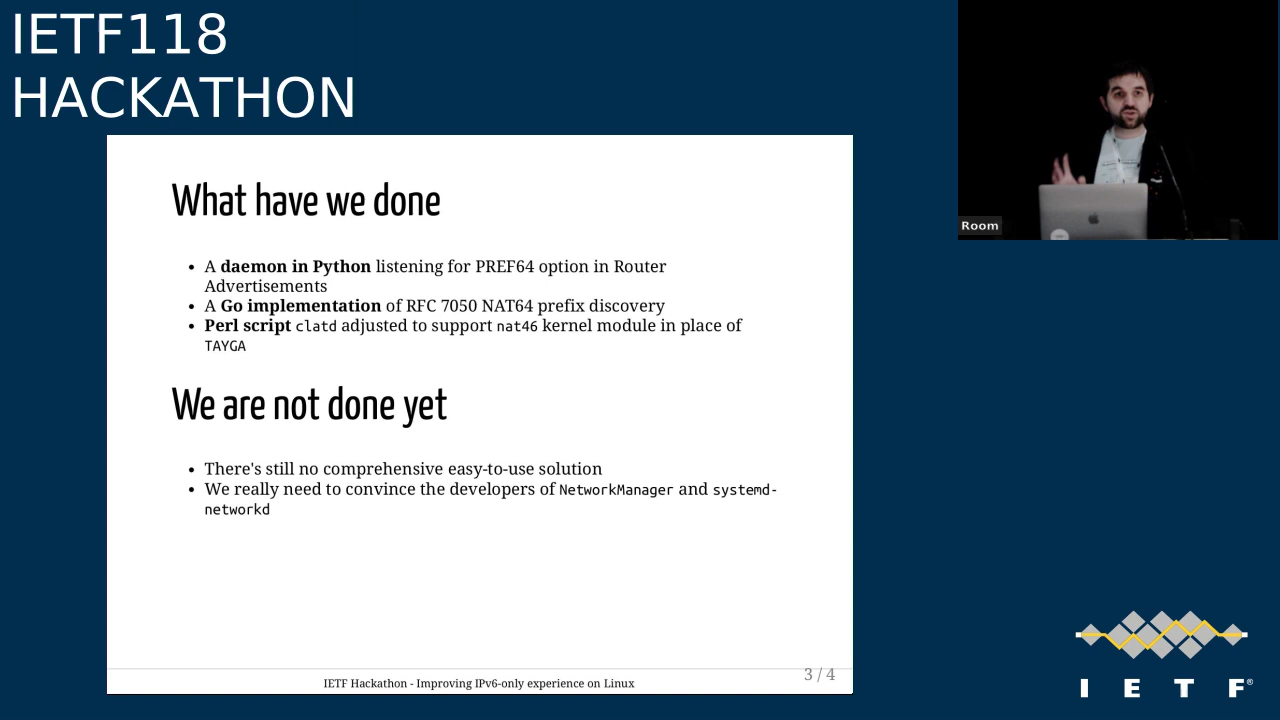 IETF118
HACKATHON
What have we done
A daemon in Python listening for PREF64 option in Router
Advertisements
A Go implementation of RFC 7050 NAT64 prefix discovery
Perl script clatd adjusted to support nat46 kernel module in place of
TAYGA
We are not done yet
There's still no comprehensive easy-to-use solution
We really need to convince the developers of NetworkManager and systemd-
networkd
3 / 4
IETF Hackathon - Improving IPv6-only experience on Linux
Room
I E T F®